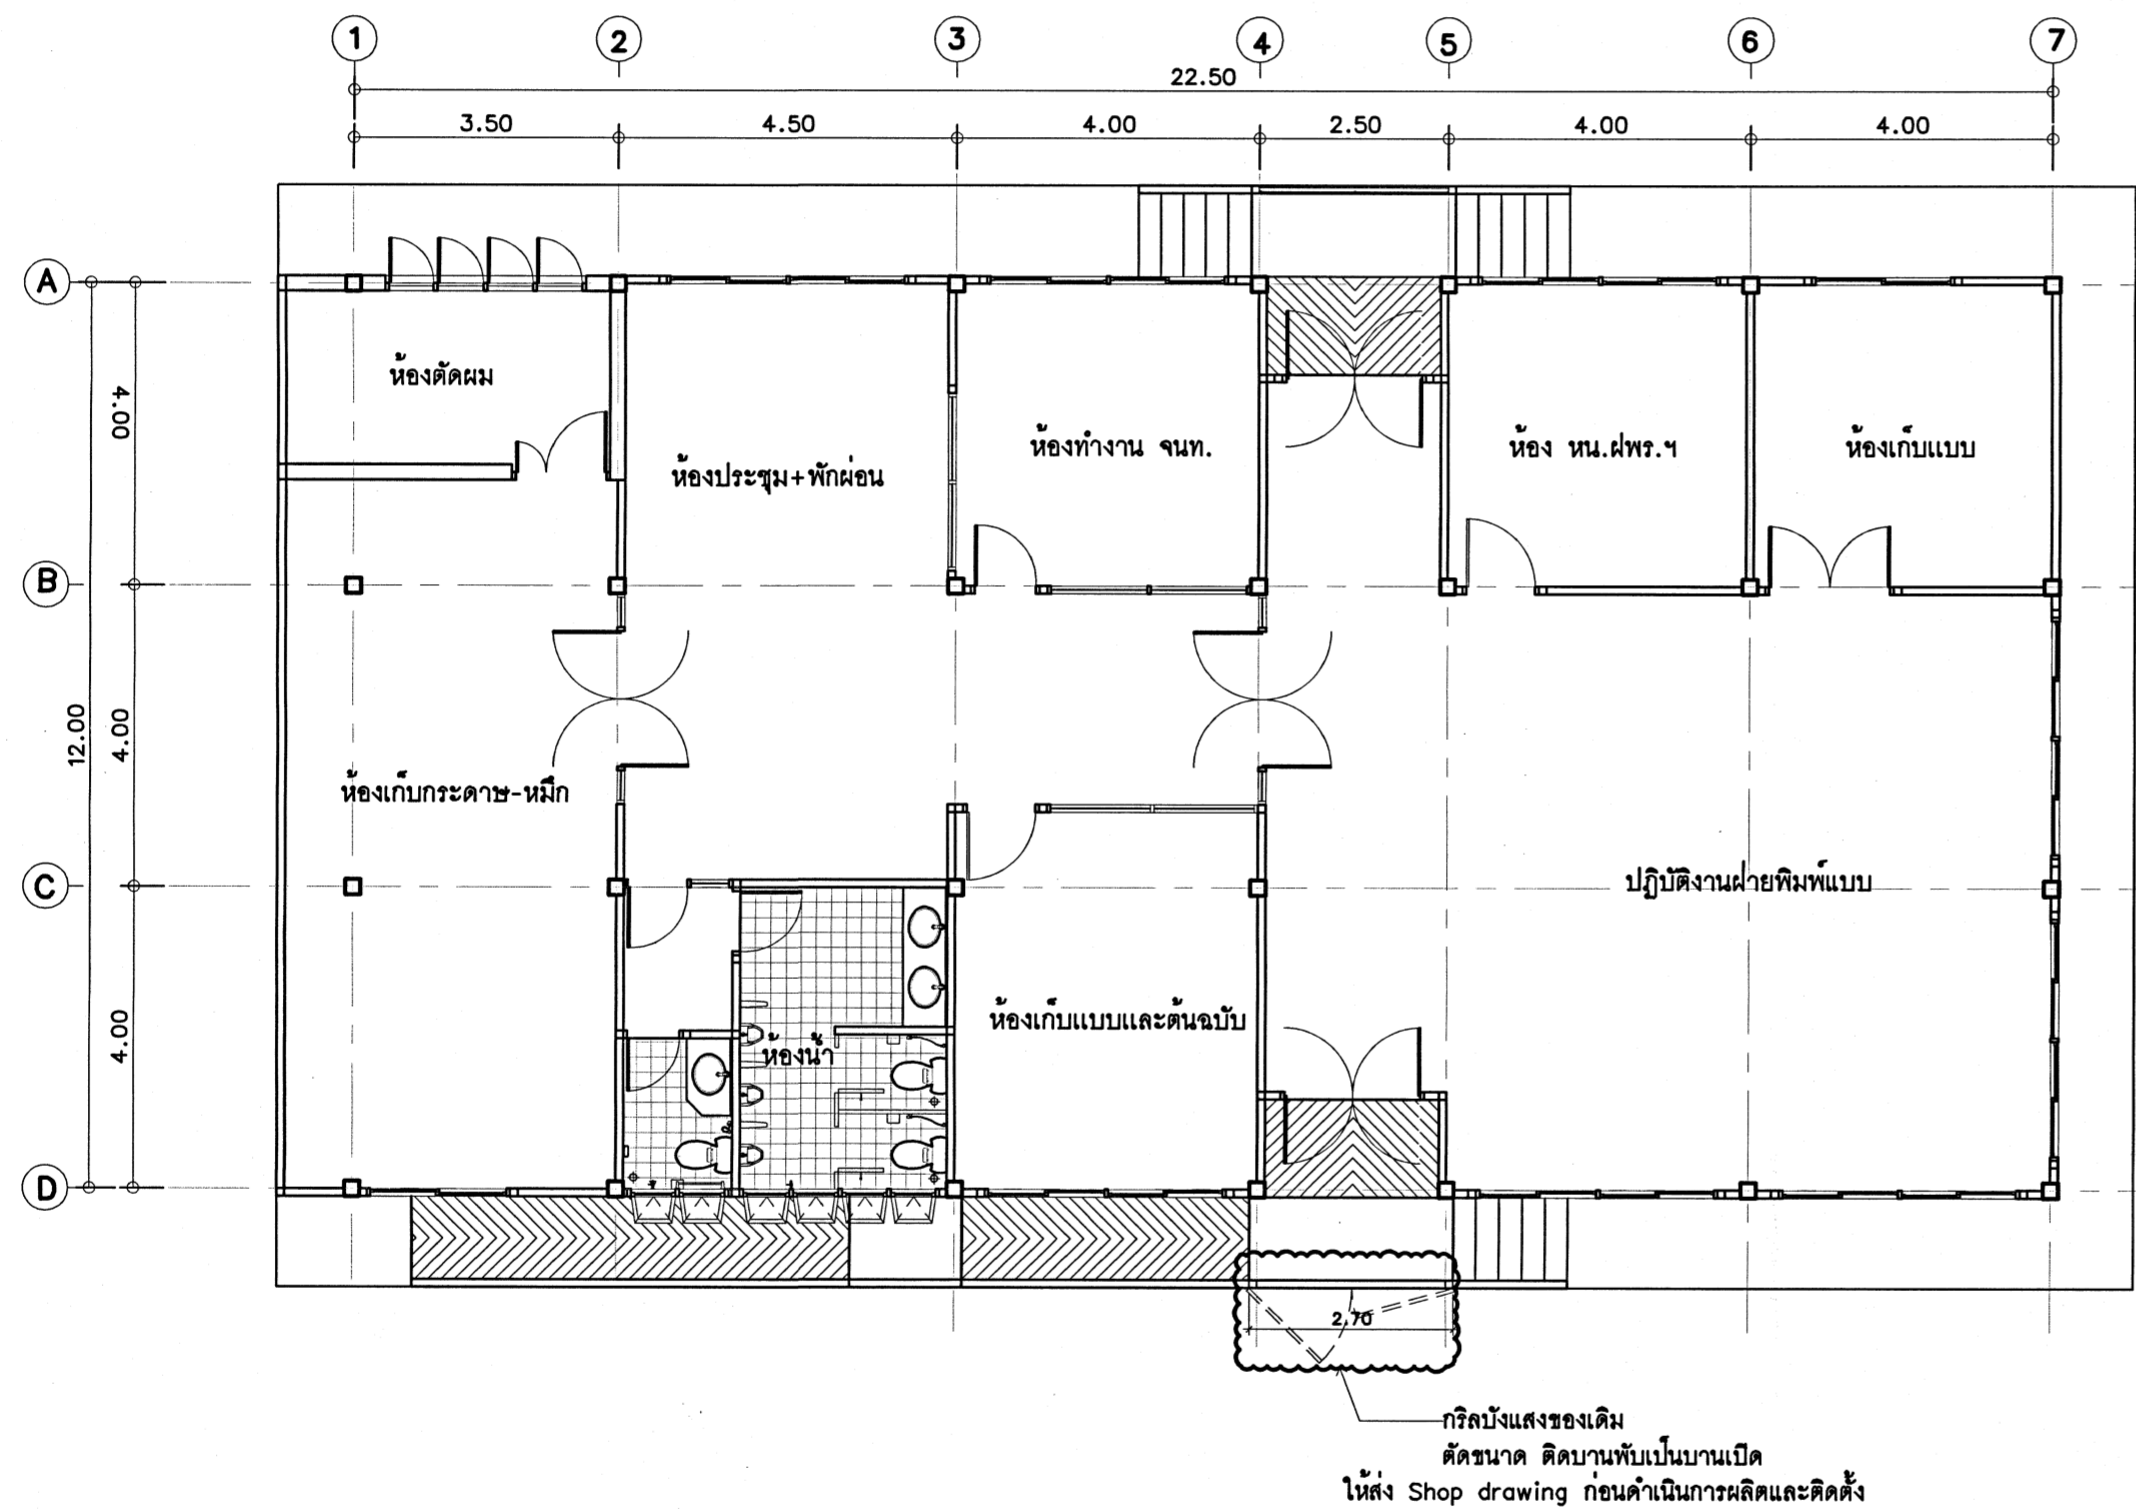 1 2 3 4 5 6 7
22.50
3.50 4.50 4.00 2.50 4.00 4.00
A
ห้องตัดผม
4.00
ห้องทำงาน จนท.
ห้อง หน.ฝพร.ฯ
ห้องเก็บแบบ
ห้องประชุม+พักผ่อน
B
12.00
4.00
ห้องเก็บกระดาษ-หมึก
C
ปฏิบัติงานฝ่ายพิมพ์แบบ
4.00
ห้องน้ำ
ห้องเก็บแบบและต้นฉบับ
D
2.70
กริลบังแสงของเดิม
ตัดขนาด ติดบานพับเป็นบานเปิด
ให้ส่ง Shop drawing ก่อนดำเนินการผลิตและติดตั้ง